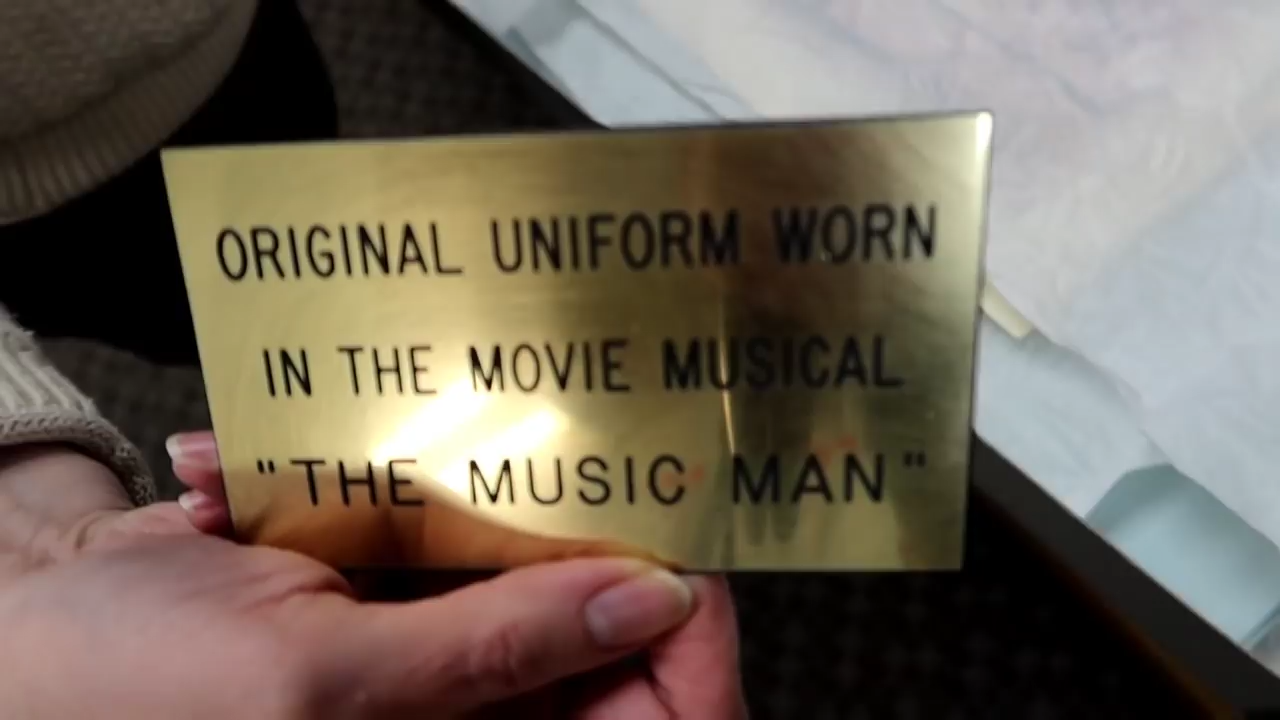 ORIGINAL UNIFORM WORN
IN THE MOVIE MUSICAL
"THE MUSIC MAN"